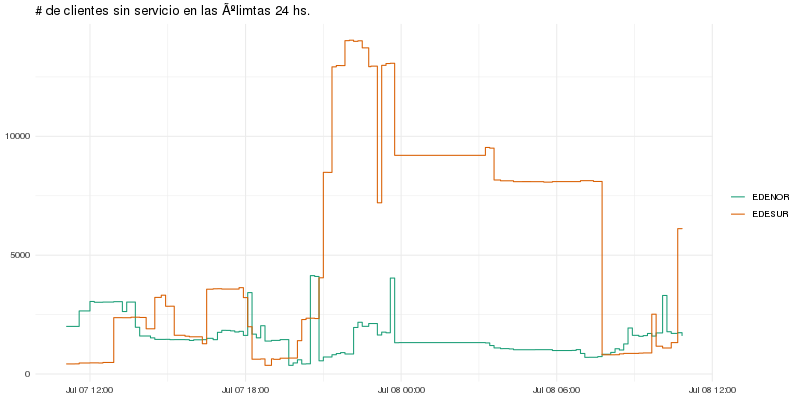 # de clientes sin servicio en las Ãºlimtas 24 hs.
10000
5000
0
Jul 07 12:00
Jul 07 18:00
Jul 08 00:00
Jul 08 06:00
Jul 08 12:00
EDENOR
EDESUR